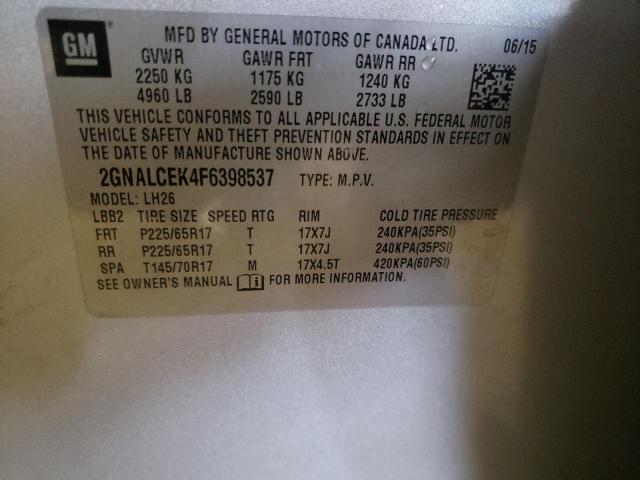 GM
MFD BY GENERAL MOTORS OF CANADA LTD. 06/15
GVWR GAWR FRT GAWR RR
2250 KG 1175 KG 1240 KG
4960 LB 2590 LB 2733 LB
THIS VEHICLE CONFORMS TO ALL APPLICABLE U.S. FEDERAL MOTOR
VEHICLE SAFETY AND THEFT PREVENTION STANDARDS IN EFFECT ON
THE DATE OF MANUFACTURE SHOWN ABOVE.
2GNALCEK4F6398537 TYPE: M.P.V.
MODEL: LH26
LBB2 TIRE SIZE SPEED RTG RIM COLD TIRE PRESSURE
FRT P225/65R17 T 17X7J 240KPA(35PSI)
RR P225/65R17 T 17X7J 240KPA(35PSI)
SPA T145/70R17 M 17X4.5T 420KPA(60PSI)
SEE OWNER'S MANUAL FOR MORE INFORMATION.